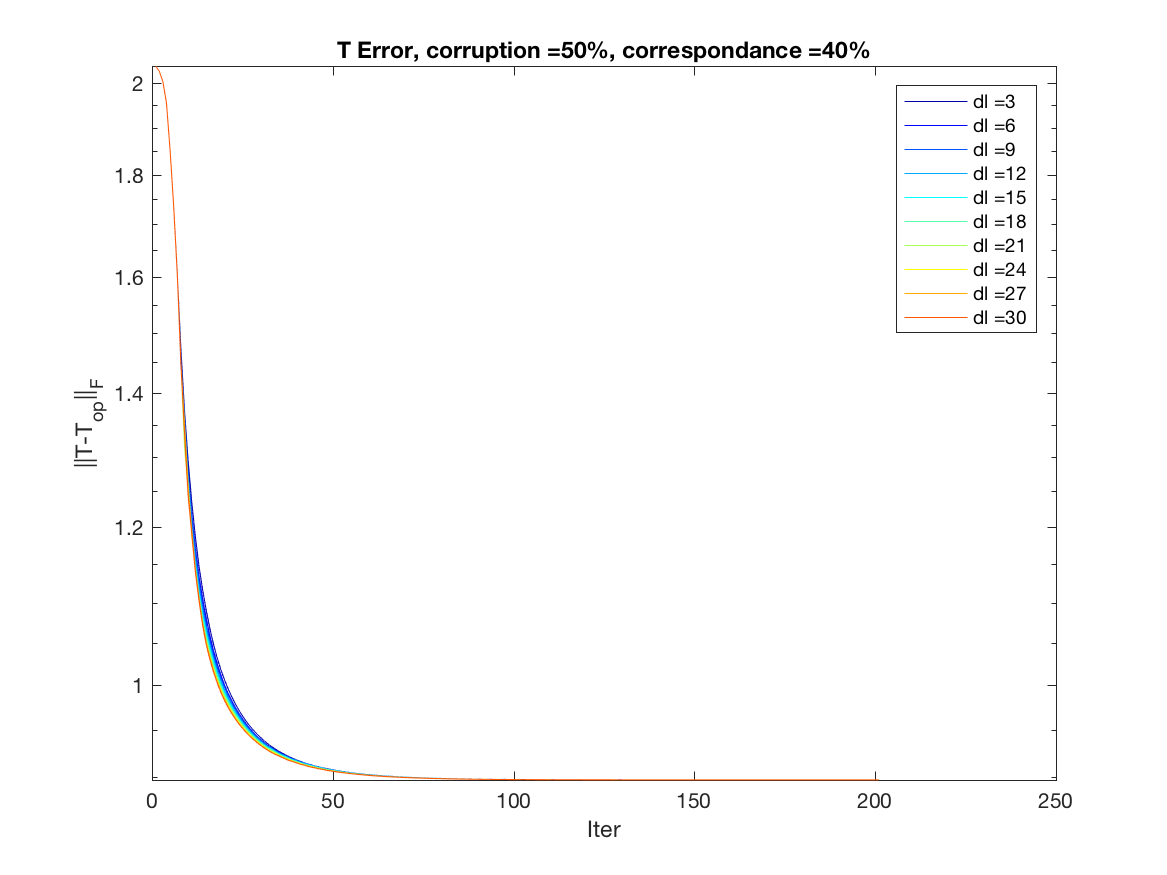 T Error, corruption =50%, correspondance =40%
dl =3
dl =6
dl =9
dl =12
dl =15
dl =18
dl =21
dl =24
dl =27
dl =30
2
1.8
1.6
1.4
1.2
1
||T-T_op||_F
0 50 100 150 200 250
Iter